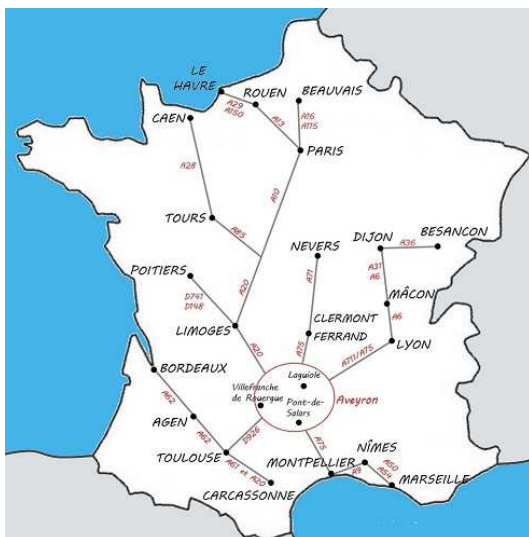 LE
HAVRE
ROUEN
BEAUVAIS
A29
A150
A13
A16
A115
CAEN
PARIS
A28
A10
TOURS
A85
NEVERS
DIJON
A36
BESANCON
A31
A6
A71
POITIERS
D741
D148
A20
MÂCON
A6
LIMOGES
CLERMONT
FERRAND
LYON
A20
A75
A711/A75
BORDEAUX
Laguiole
Villefranche
de Rouergue
Pont-de-
Salars
Aveyron
A62
AGEN
A62
D926
A75
TOULOUSE
NÎMES
MONTPELLIER
A9
A50
A54
A61 et A20
MARSEILLE
CARCASSONNE